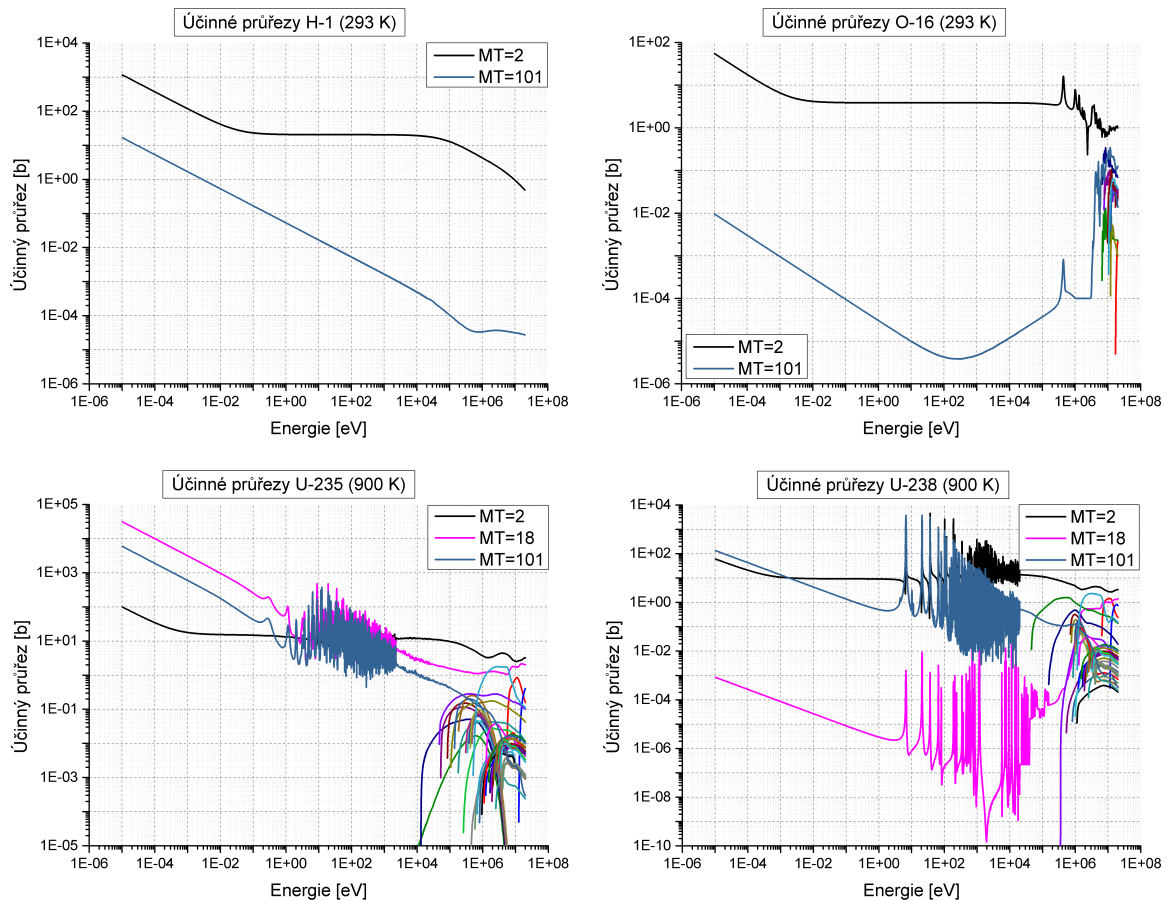 Účinné průřezy H-1 (293 K)
MT=2
MT=101
1E+04
1E+02
1E+00
1E-02
1E-04
1E-06
Účinný průřez [b]
1E-06 1E-04 1E-02 1E+00 1E+02 1E+04 1E+06 1E+08
Energie [eV]
Účinné průřezy O-16 (293 K)
1E+02
1E+00
1E-02
1E-04
1E-06
Účinný průřez [b]
MT=2
MT=101
1E-06 1E-04 1E-02 1E+00 1E+02 1E+04 1E+06 1E+08
Energie [eV]
Účinné průřezy U-235 (900 K)
MT=2
MT=18
MT=101
1E+05
1E+03
1E+01
1E-01
1E-03
1E-05
Účinný průřez [b]
1E-06 1E-04 1E-02 1E+00 1E+02 1E+04 1E+06 1E+08
Energie [eV]
Účinné průřezy U-238 (900 K)
MT=2
MT=18
MT=101
1E+04
1E+02
1E+00
1E-02
1E-04
1E-06
1E-08
1E-10
Účinný průřez [b]
1E-06 1E-04 1E-02 1E+00 1E+02 1E+04 1E+06 1E+08
Energie [eV]